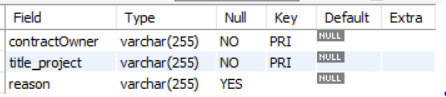 Field Type Null Key Default Extra
contractOwner varchar(255) NO PRI NULL
title_project varchar(255) NO PRI NULL
reason varchar(255) YES NULL